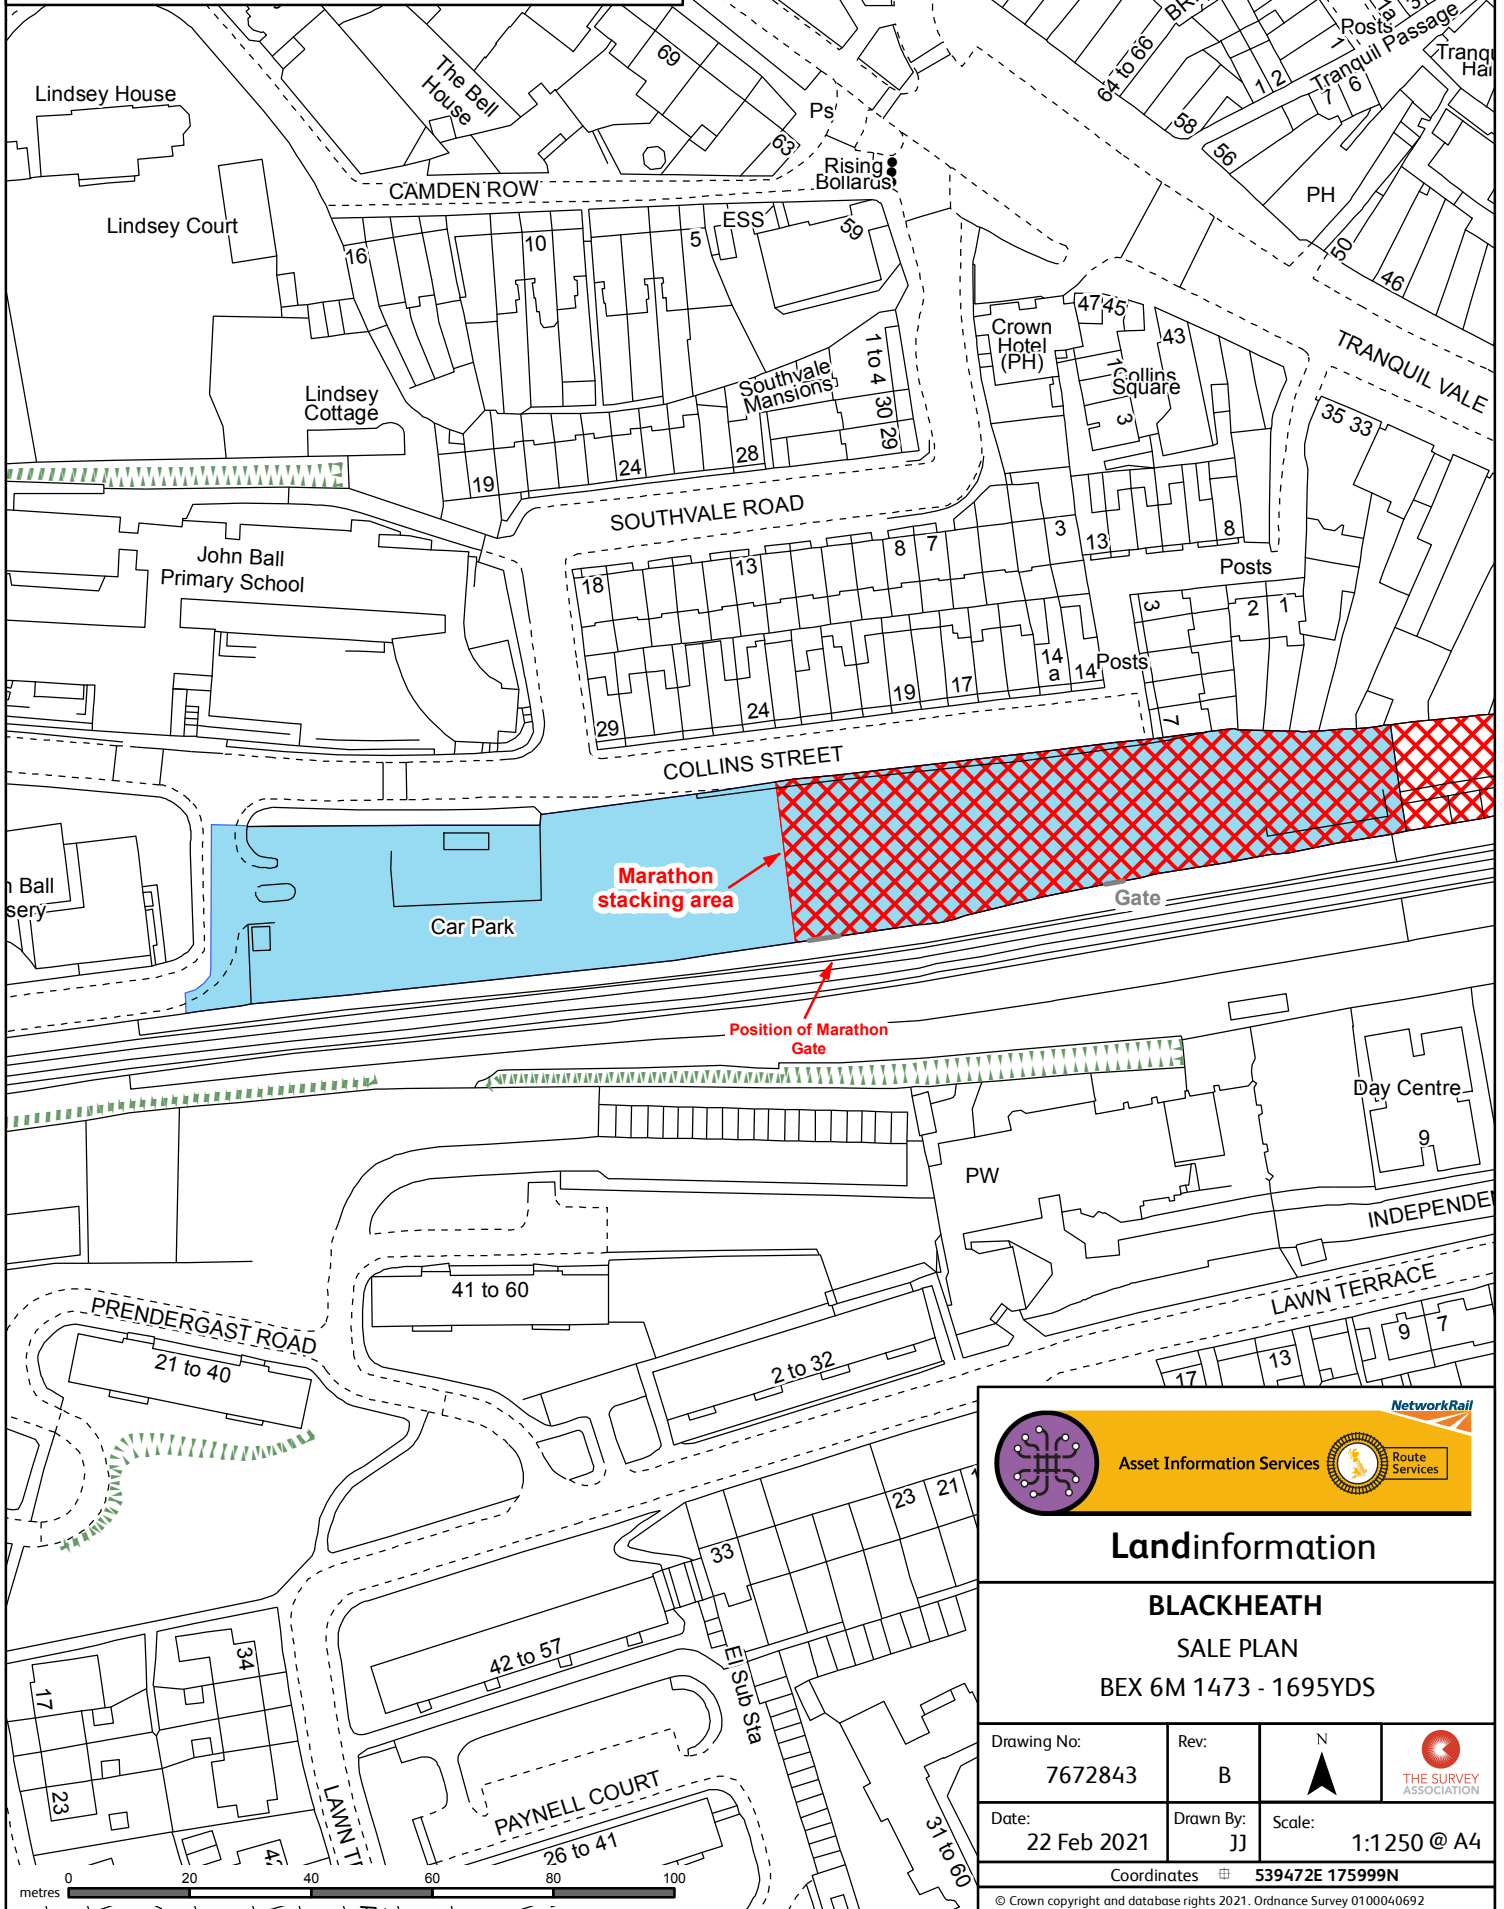 Lindsey House
The Bell
House
69
63
Ps
Rising
Bollards
64 to 66
58
56
1 2
1
7
6
Posts
Tranquil Passage
PH
50
46
CAMDEN ROW
Lindsey Court
16
10
5
ESS
59
Crown
Hotel
(PH)
47
45
43
1
Collins
Square
3
TRANQUIL VALE
35
33
Lindsey
Cottage
Southvale
Mansions
1 to 4
30
29
19
24
28
SOUTHVALE ROAD
John Ball
Primary School
18
13
8
7
3
13
8
Posts
3
2
1
29
24
19
17
14
a
14
Posts
7
COLLINS STREET
Marathon
stacking area
Car Park
Gate
Position of Marathon
Gate
Ball
Day Centre
9
PW
LAWN TERRACE
PRENDERGAST ROAD
41 to 60
21 to 40
2 to 32
17
13
9
7
23
21
33
42 to 57
El Sub Sta
34
17
23
PAYNELL COURT
26 to 41
31 to 60
metres 0 20 40 60 80 100
NetworkRail
Asset Information Services
Route
Services
Landinformation
BLACKHEATH
SALE PLAN
BEX 6M 1473 - 1695YDS
Drawing No:
7672843
Rev:
B
N
THE SURVEY
ASSOCIATION
Date:
22 Feb 2021
Drawn By:
JJ
Scale:
1:1250 @ A4
Coordinates 539472E 175999N
© Crown copyright and database rights 2021. Ordnance Survey 0100040692